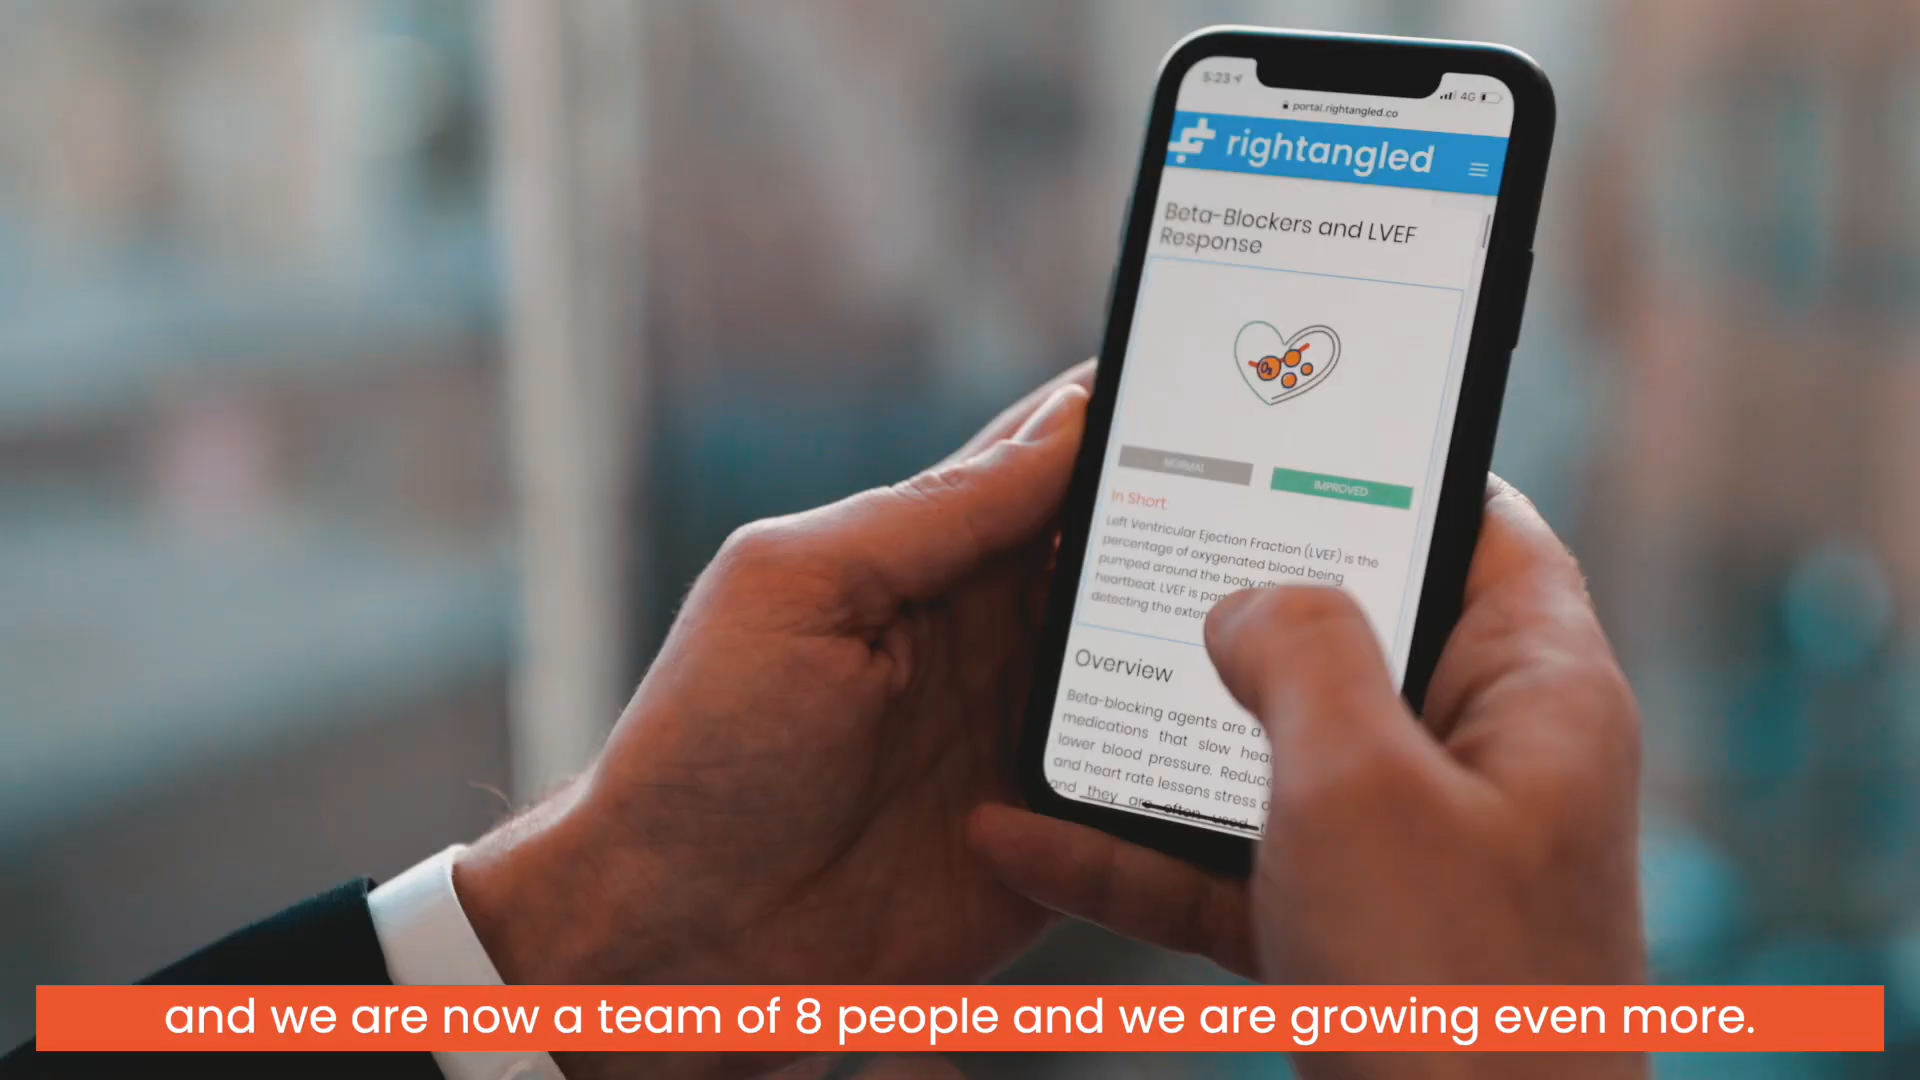 5:23
4G
portal.rightangled.co
rightangled
Beta-Blockers and LVEF
Response
O₂
NORMAL
IMPROVED
In Short:
Left Ventricular Ejection Fraction (LVEF) is the
percentage of oxygenated blood being
pumped around the body
heartbeat. LVEF is
detecting the
Overview
Beta-blocking agents are a
medications that slow
lower blood pressure.
and heart rate lessens stress
and they are often used
and we are now a team of 8 people and we are growing even more.